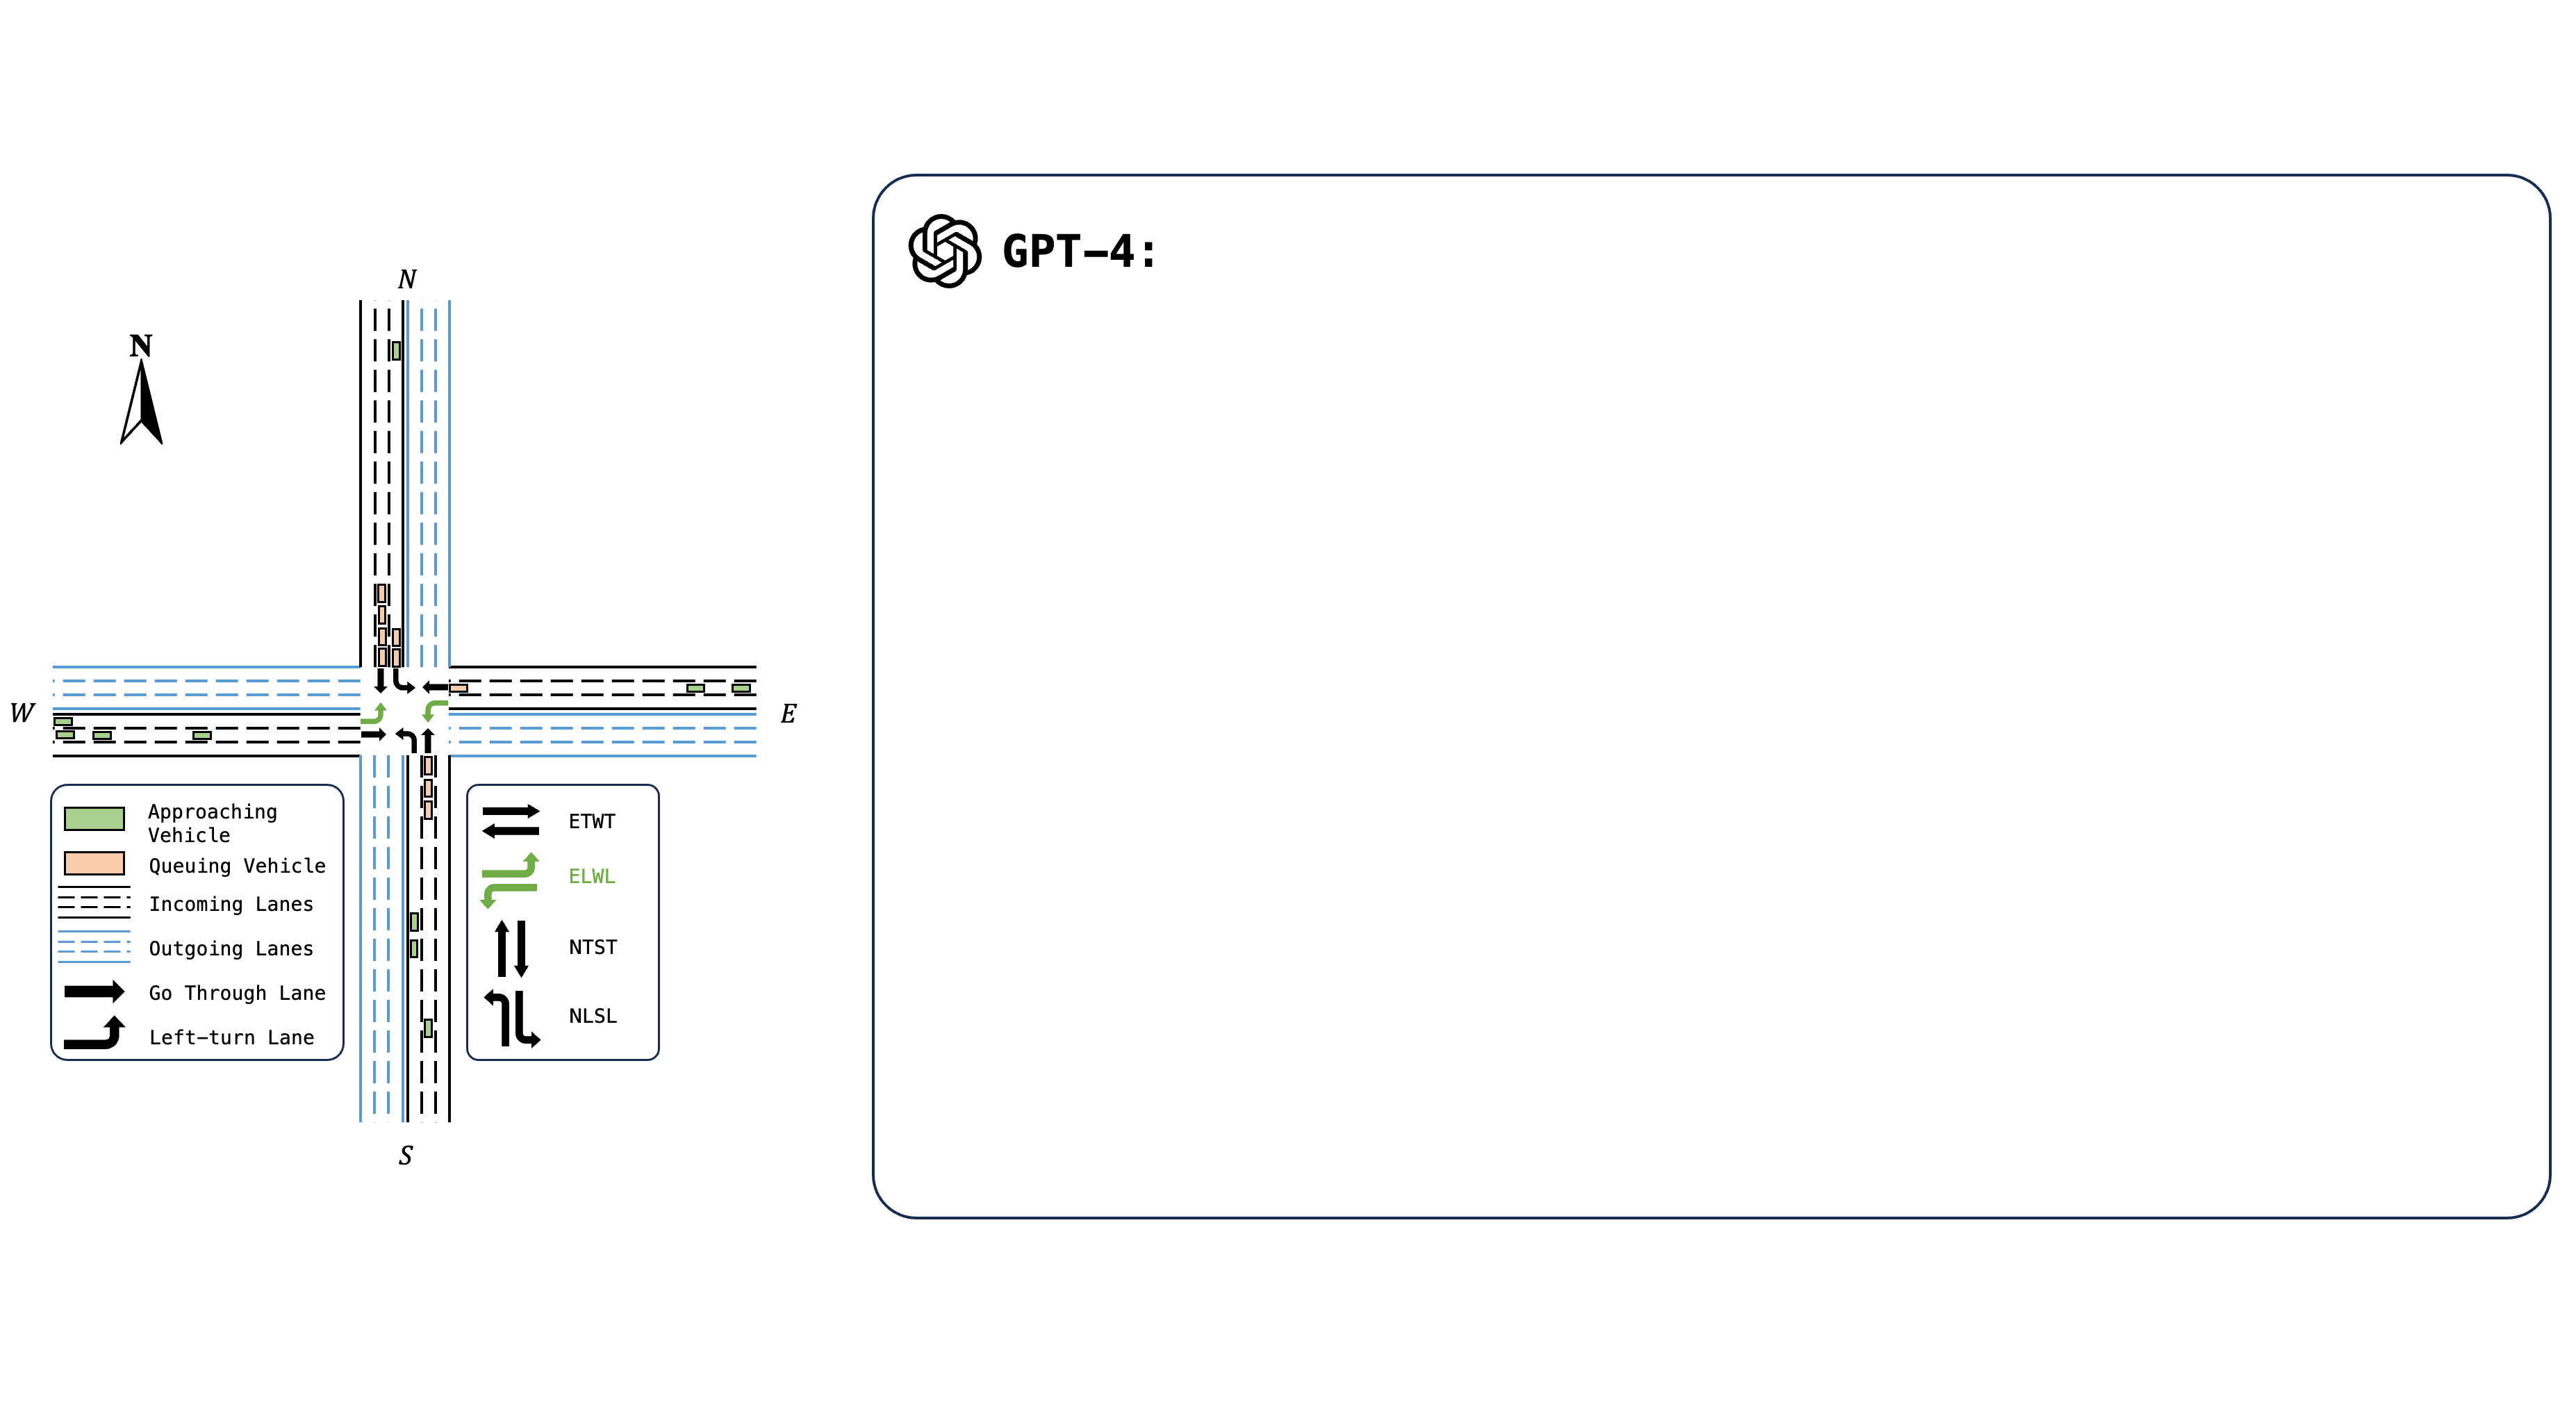 GPT-4:
N
N
W
E
Approaching
Vehicle
Queuing Vehicle
Incoming Lanes
Outgoing Lanes
Go Through Lane
Left-turn Lane
ETWT
ELWL
NTST
NLSL
S